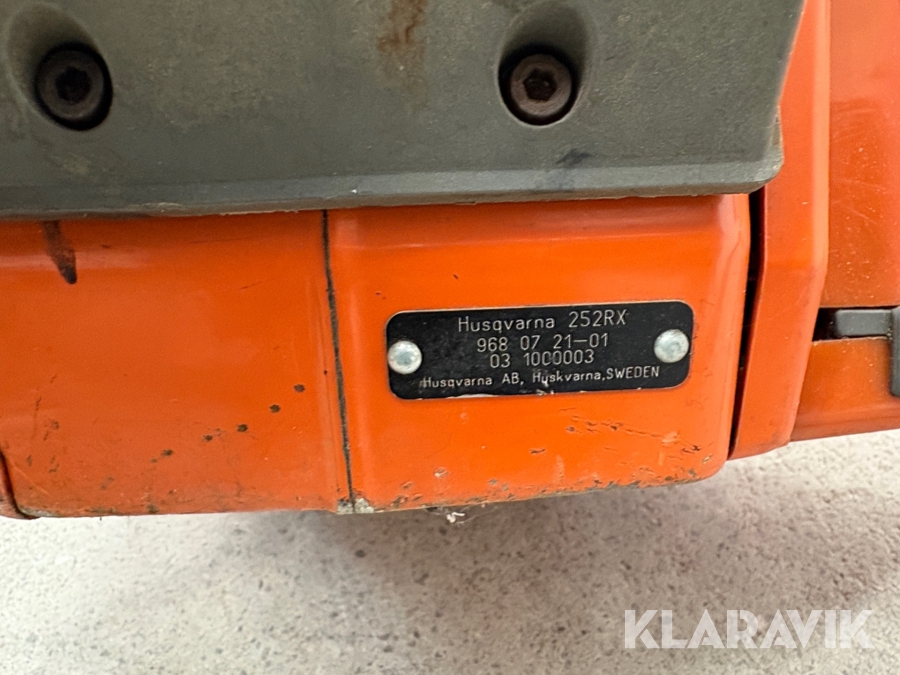 Husqvarna 252RX
968 07 21-01
03 1000003
Husqvarna AB, Huskvarna,SWEDEN
KLARAVIK